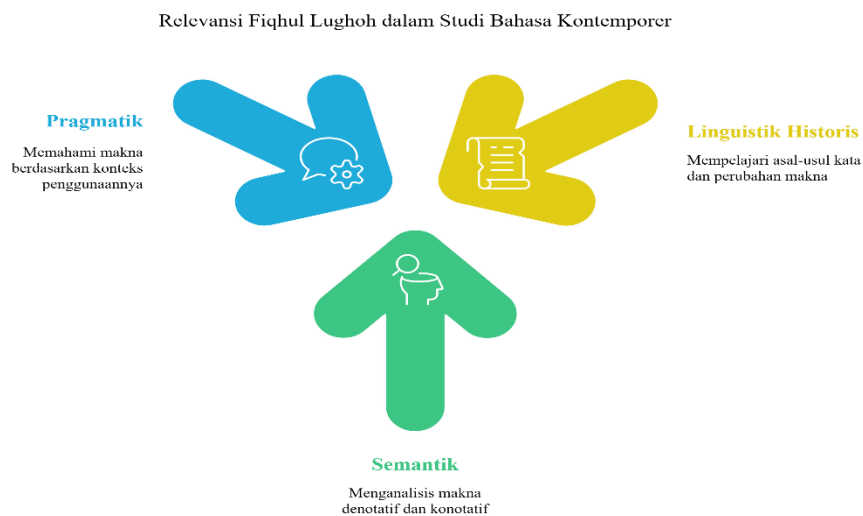 Relevansi Fiqhul Lughoh dalam Studi Bahasa Kontemporer
Pragmatik
Memahami makna
berdasarkan konteks
penggunaannya
Linguistik Historis
Mempelajari asal-usul kata
dan perubahan makna
Semantik
Menganalisis makna
denotatif dan konotatif